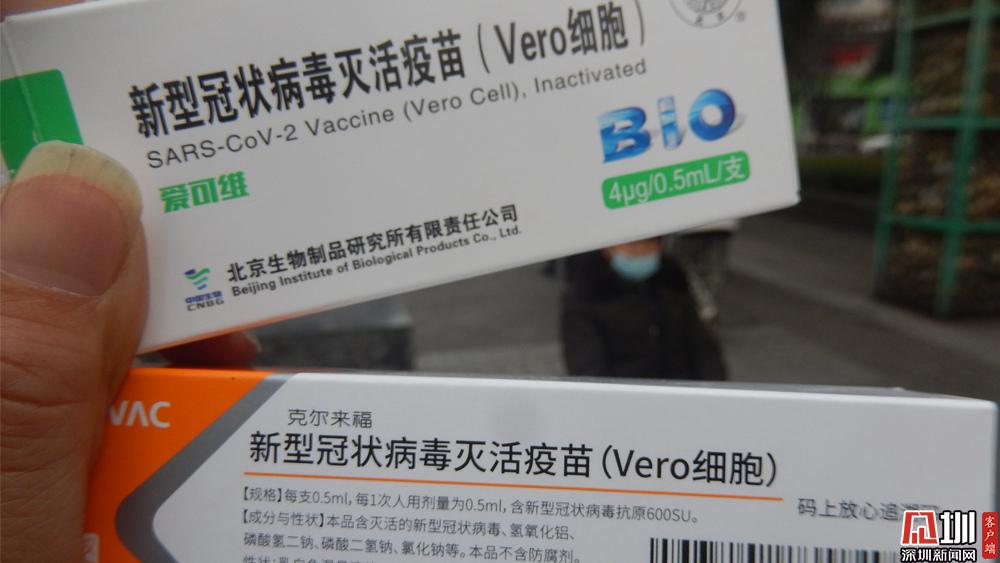 新型冠状病毒灭活疫苗（Vero细胞）
SARS-CoV-2 Vaccine (Vero Cell), Inactivated
爱可维
BIO
4μg/0.5mL/支
中国生物
CNBG
北京生物制品研究所有限责任公司
Beijing Institute of Biological Products Co., Ltd.
VAC
克尔来福
新型冠状病毒灭活疫苗(Vero细胞)
【规格】每支0.5ml，每1次人用剂量为0.5ml，含新型冠状病毒抗原600SU。
【成分与性状】本品含灭活的新型冠状病毒、氢氧化铝、
磷酸氢二钠、磷酸二氢钠、氯化钠等。本品不含防腐剂。
码上放心追溯
圳
深圳新闻网
客户端